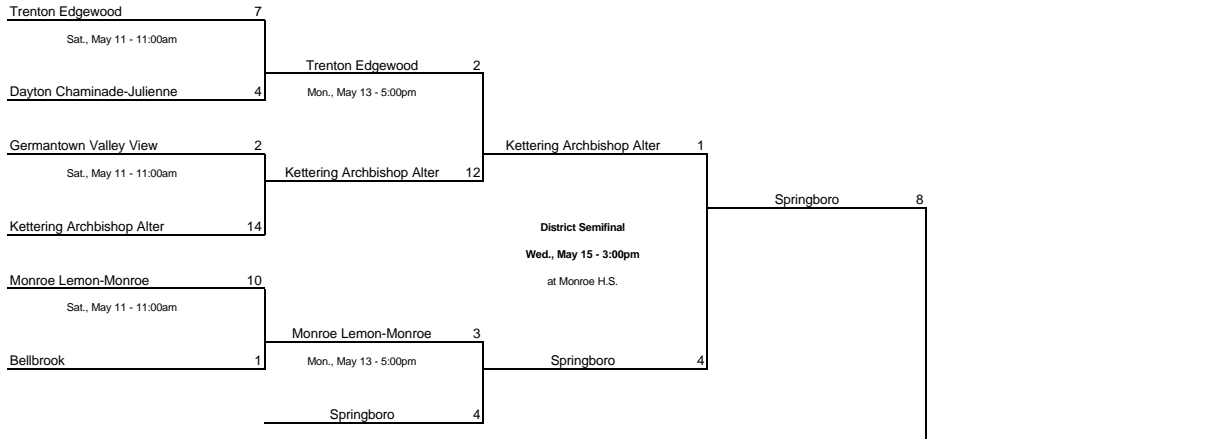 Trenton Edgewood 7
Sat., May 11 - 11:00am
Trenton Edgewood 2
Dayton Chaminade-Julienne 4
Mon., May 13 - 5:00pm
Germantown Valley View 2
Kettering Archbishop Alter 1
Sat., May 11 - 11:00am
Kettering Archbishop Alter 12
Springboro 8
Kettering Archbishop Alter 14
District Semifinal
Wed., May 15 - 3:00pm
Monroe Lemon-Monroe 10
at Monroe H.S.
Sat., May 11 - 11:00am
Monroe Lemon-Monroe 3
Bellbrook 1
Mon., May 13 - 5:00pm
Springboro 4
Springboro 4